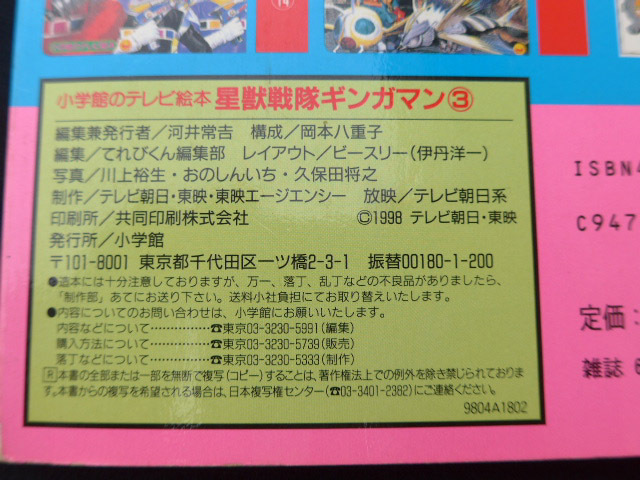 ⑭
小学館のテレビ絵本 星獣戦隊ギンガマン③
編集兼発行者／河井常吉 構成／岡本八重子
編集／てれびくん編集部 レイアウト／ビースリー(伊丹洋一)
写真／川上裕生・おのしんいち・久保田将之
制作／テレビ朝日・東映・東映エージエンシー 放映／テレビ朝日系
印刷所／共同印刷株式会社 ©1998 テレビ朝日・東映
発行所／小学館
〒101-8001 東京都千代田区一ツ橋2-3-1 振替00180-1-200
●造本には十分注意しておりますが、万一、落丁、乱丁などの不良品がありましたら、
「制作部」あてにお送り下さい。送料小社負担にてお取り替えいたします。
●内容についてのお問い合わせは、小学館にお願いします。
内容などについて……………☎東京03-3230-5991(編集)
購入方法について……………☎東京03-3230-5739(販売)
落丁などについて……………☎東京03-3230-5333(制作)
Ⓡ本書の全部または一部を無断で複写(コピー)することは、著作権法上での例外を除き禁じられておりま
す。本書からの複写を希望される場合は、日本複写権センター(☎03-3401-2382)にご連絡ください。
9804A1802
ISBN4
C947
定価：
雑誌 6